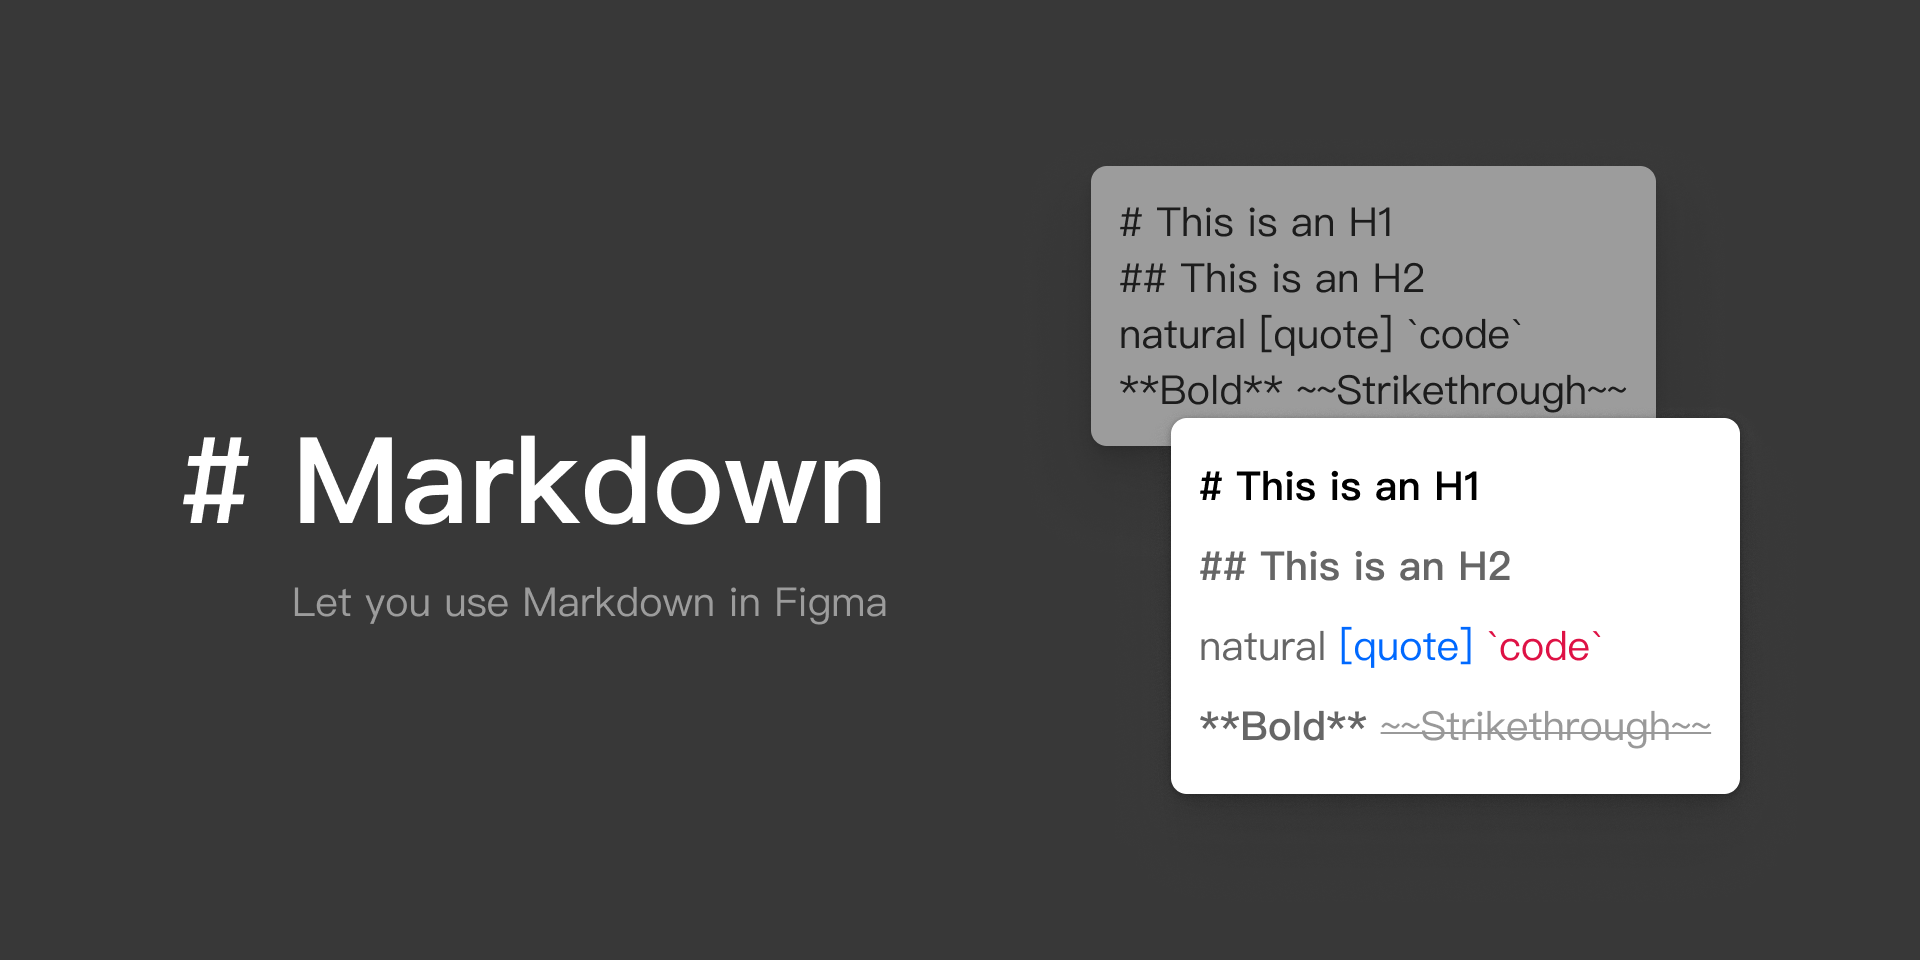 # Markdown
Let you use Markdown in Figma
# This is an H1
## This is an H2
natural [quote] `code`
**Bold** ~~Strikethrough~~
# This is an H1
## This is an H2
natural [quote] `code`
**Bold** ~~Strikethrough~~